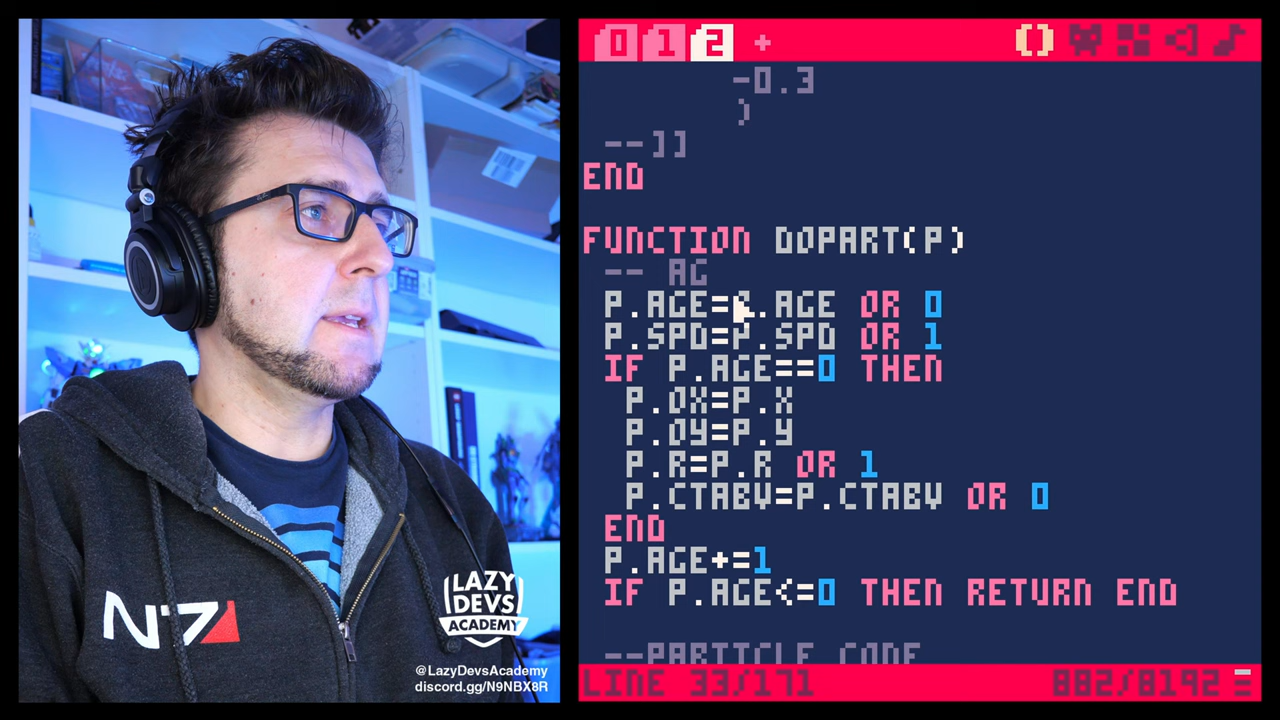 0 1 2 +
-0.3
)
--]]
END
FUNCTION DOPART(P)
-- AG
P.AGE=P.AGE OR 0
P.SPD=P.SPD OR 1
IF P.AGE==0 THEN
P.OX=P.X
P.OY=P.Y
P.R=P.R OR 1
P.CTABV=P.CTABV OR 0
END
P.AGE+=1
IF P.AGE<=0 THEN RETURN END
--PARTICLE CODE
LINE 33/171
882/8192
N7
LAZY
DEVS
ACADEMY
@LazyDevsAcademy
discord.gg/N9NBX8R